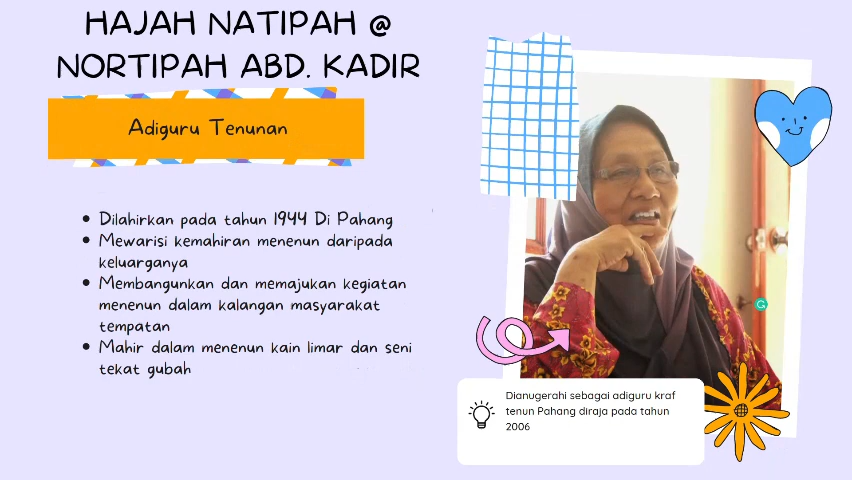 HAJAH NATIPAH @
NORTIPAH ABD. KADIR
Adiguru Tenunan
• Dilahirkan pada tahun 1944 Di Pahang
• Mewarisi kemahiran menenun daripada
keluarganya
• Membangunkan dan memajukan kegiatan
menenun dalam kalangan masyarakat
tempatan
• Mahir dalam menenun kain limar dan seni
tekat gubah
Dianugerahi sebagai adiguru kraf
tenun Pahang diraja pada tahun
2006